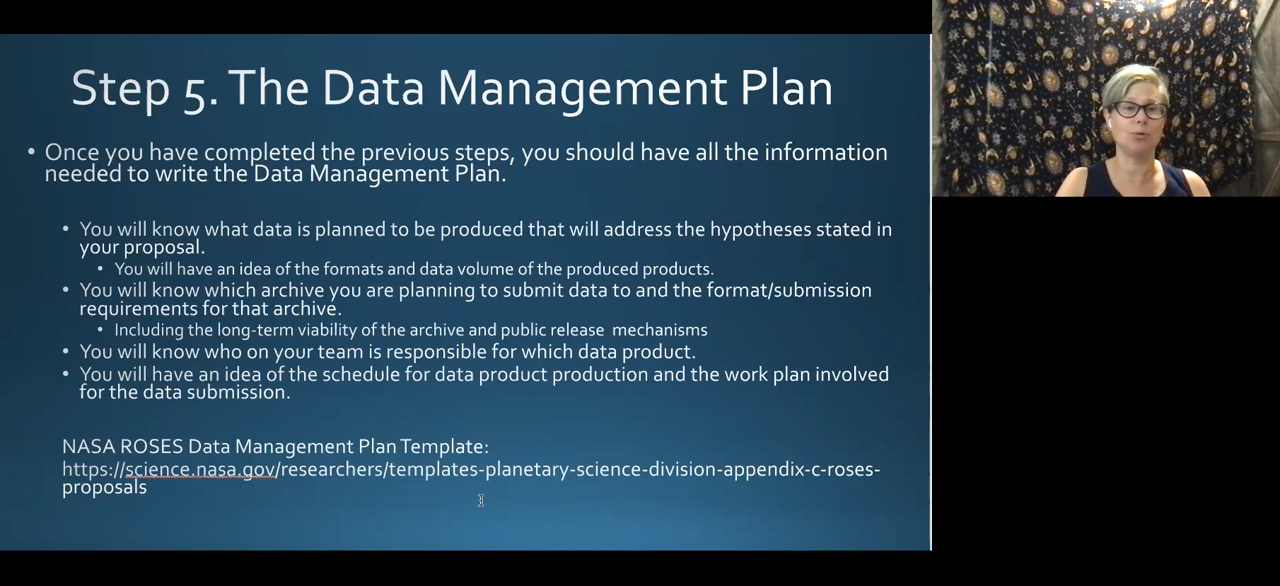 Step 5. The Data Management Plan
• Once you have completed the previous steps, you should have all the information
needed to write the Data Management Plan.
• You will know what data is planned to be produced that will address the hypotheses stated in
your proposal.
• You will have an idea of the formats and data volume of the produced products.
• You will know which archive you are planning to submit data to and the format/submission
requirements for that archive.
• Including the long-term viability of the archive and public release mechanisms
• You will know who on your team is responsible for which data product.
• You will have an idea of the schedule for data product production and the work plan involved
for the data submission.
NASA ROSES Data Management Plan Template:
https://science.nasa.gov/researchers/templates-planetary-science-division-appendix-c-roses-
proposals